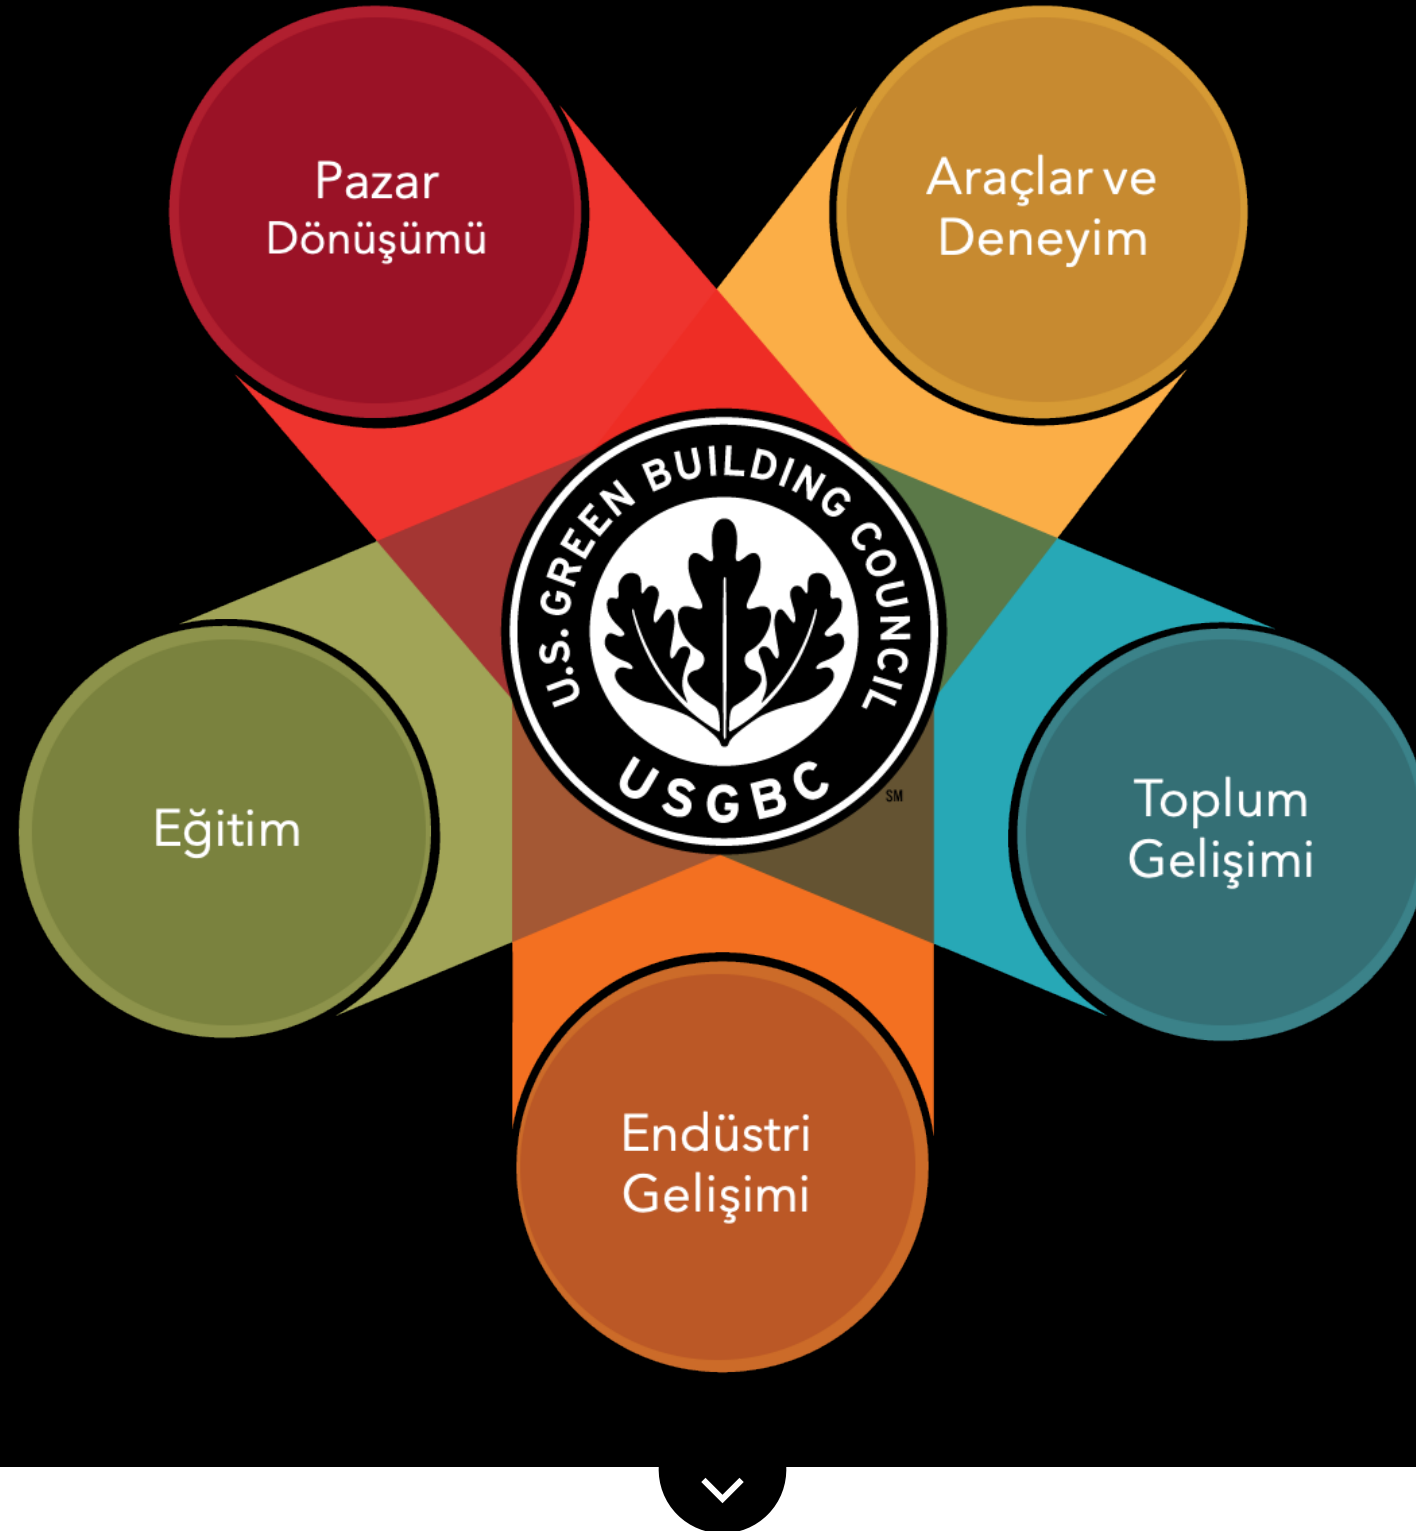 Pazar
Dönüşümü
Araçlar ve
Deneyim
U.S. GREEN BUILDING COUNCIL
USGBC
SM
Eğitim
Toplum
Gelişimi
Endüstri
Gelişimi